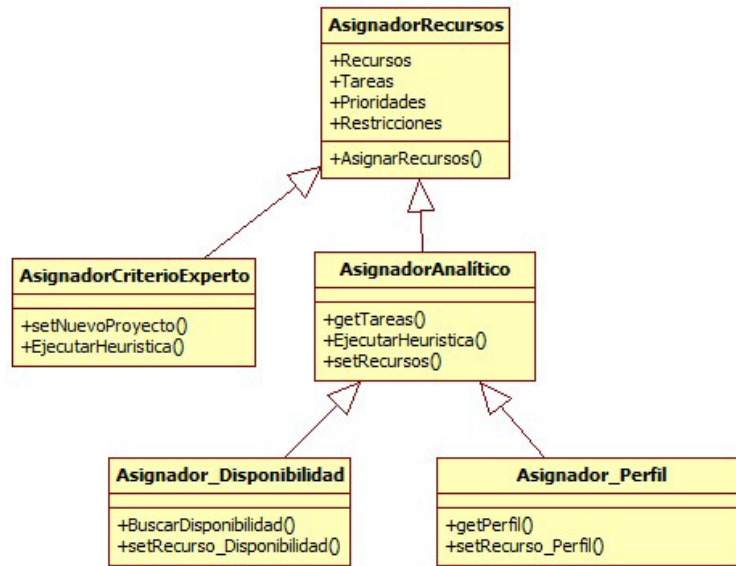 AsignadorRecursos
+Recursos
+Tareas
+Prioridades
+Restricciones
+AsignarRecursos()
AsignadorCriterioExperto
+setNuevoProyecto()
+EjecutarHeuristica()
AsignadorAnalítico
+getTareas()
+EjecutarHeuristica()
+setRecursos()
Asignador_Disponibilidad
+BuscarDisponibilidad()
+setRecurso_Disponibilidad()
Asignador_Perfil
+getPerfil()
+setRecurso_Perfil()